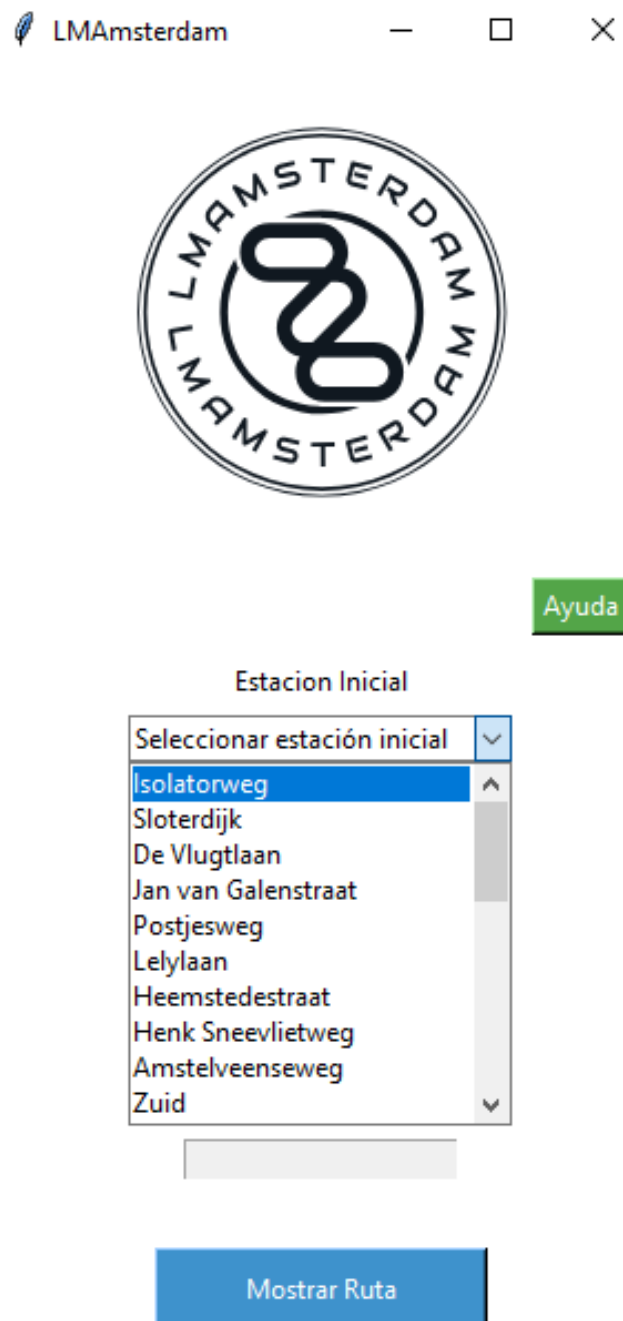 LMAmsterdam
LMAMSTERDAM
LMAMSTERDAM
Ayuda
Estacion Inicial
Seleccionar estación inicial
Isolatorweg
Sloterdijk
De Vlugtlaan
Jan van Galenstraat
Postjesweg
Lelylaan
Heemstedestraat
Henk Sneevlietweg
Amstelveenseweg
Zuid
Mostrar Ruta